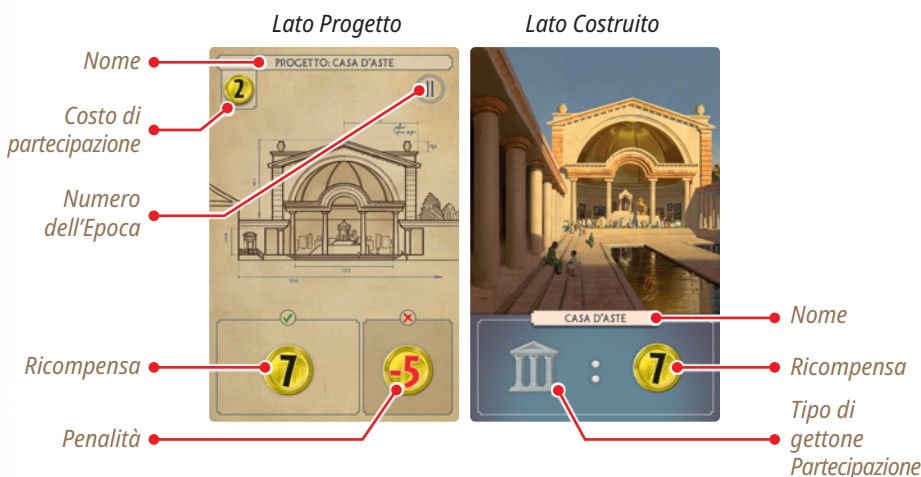 Lato Progetto
Lato Costruito
Nome
PROGETTO: CASA D'ASTE
2
II
Costo di
partecipazione
Numero
dell'Epoca
Ricompensa
7
-5
Penalità
CASA D'ASTE
:
7
Nome
Ricompensa
Tipo di
gettone
Partecipazione